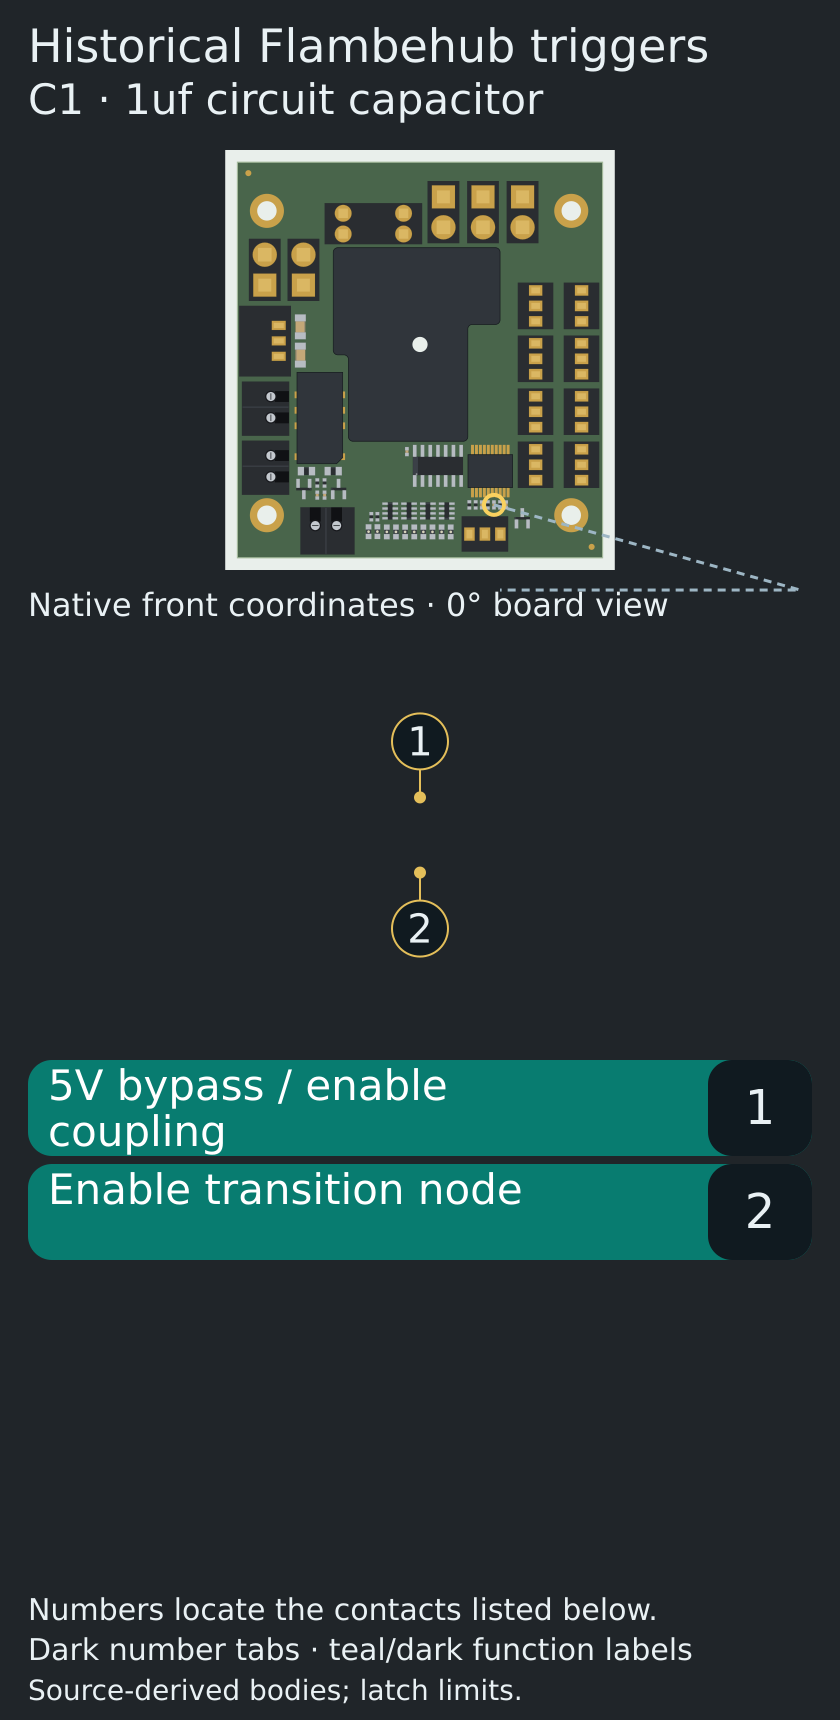 Historical Flambehub triggers
C1 · 1uf circuit capacitor
Native front coordinates · 0° board view
1
2
5V bypass / enable
coupling
1
Enable transition node
2
Numbers locate the contacts listed below.
Dark number tabs · teal/dark function labels
Source-derived bodies; latch limits.